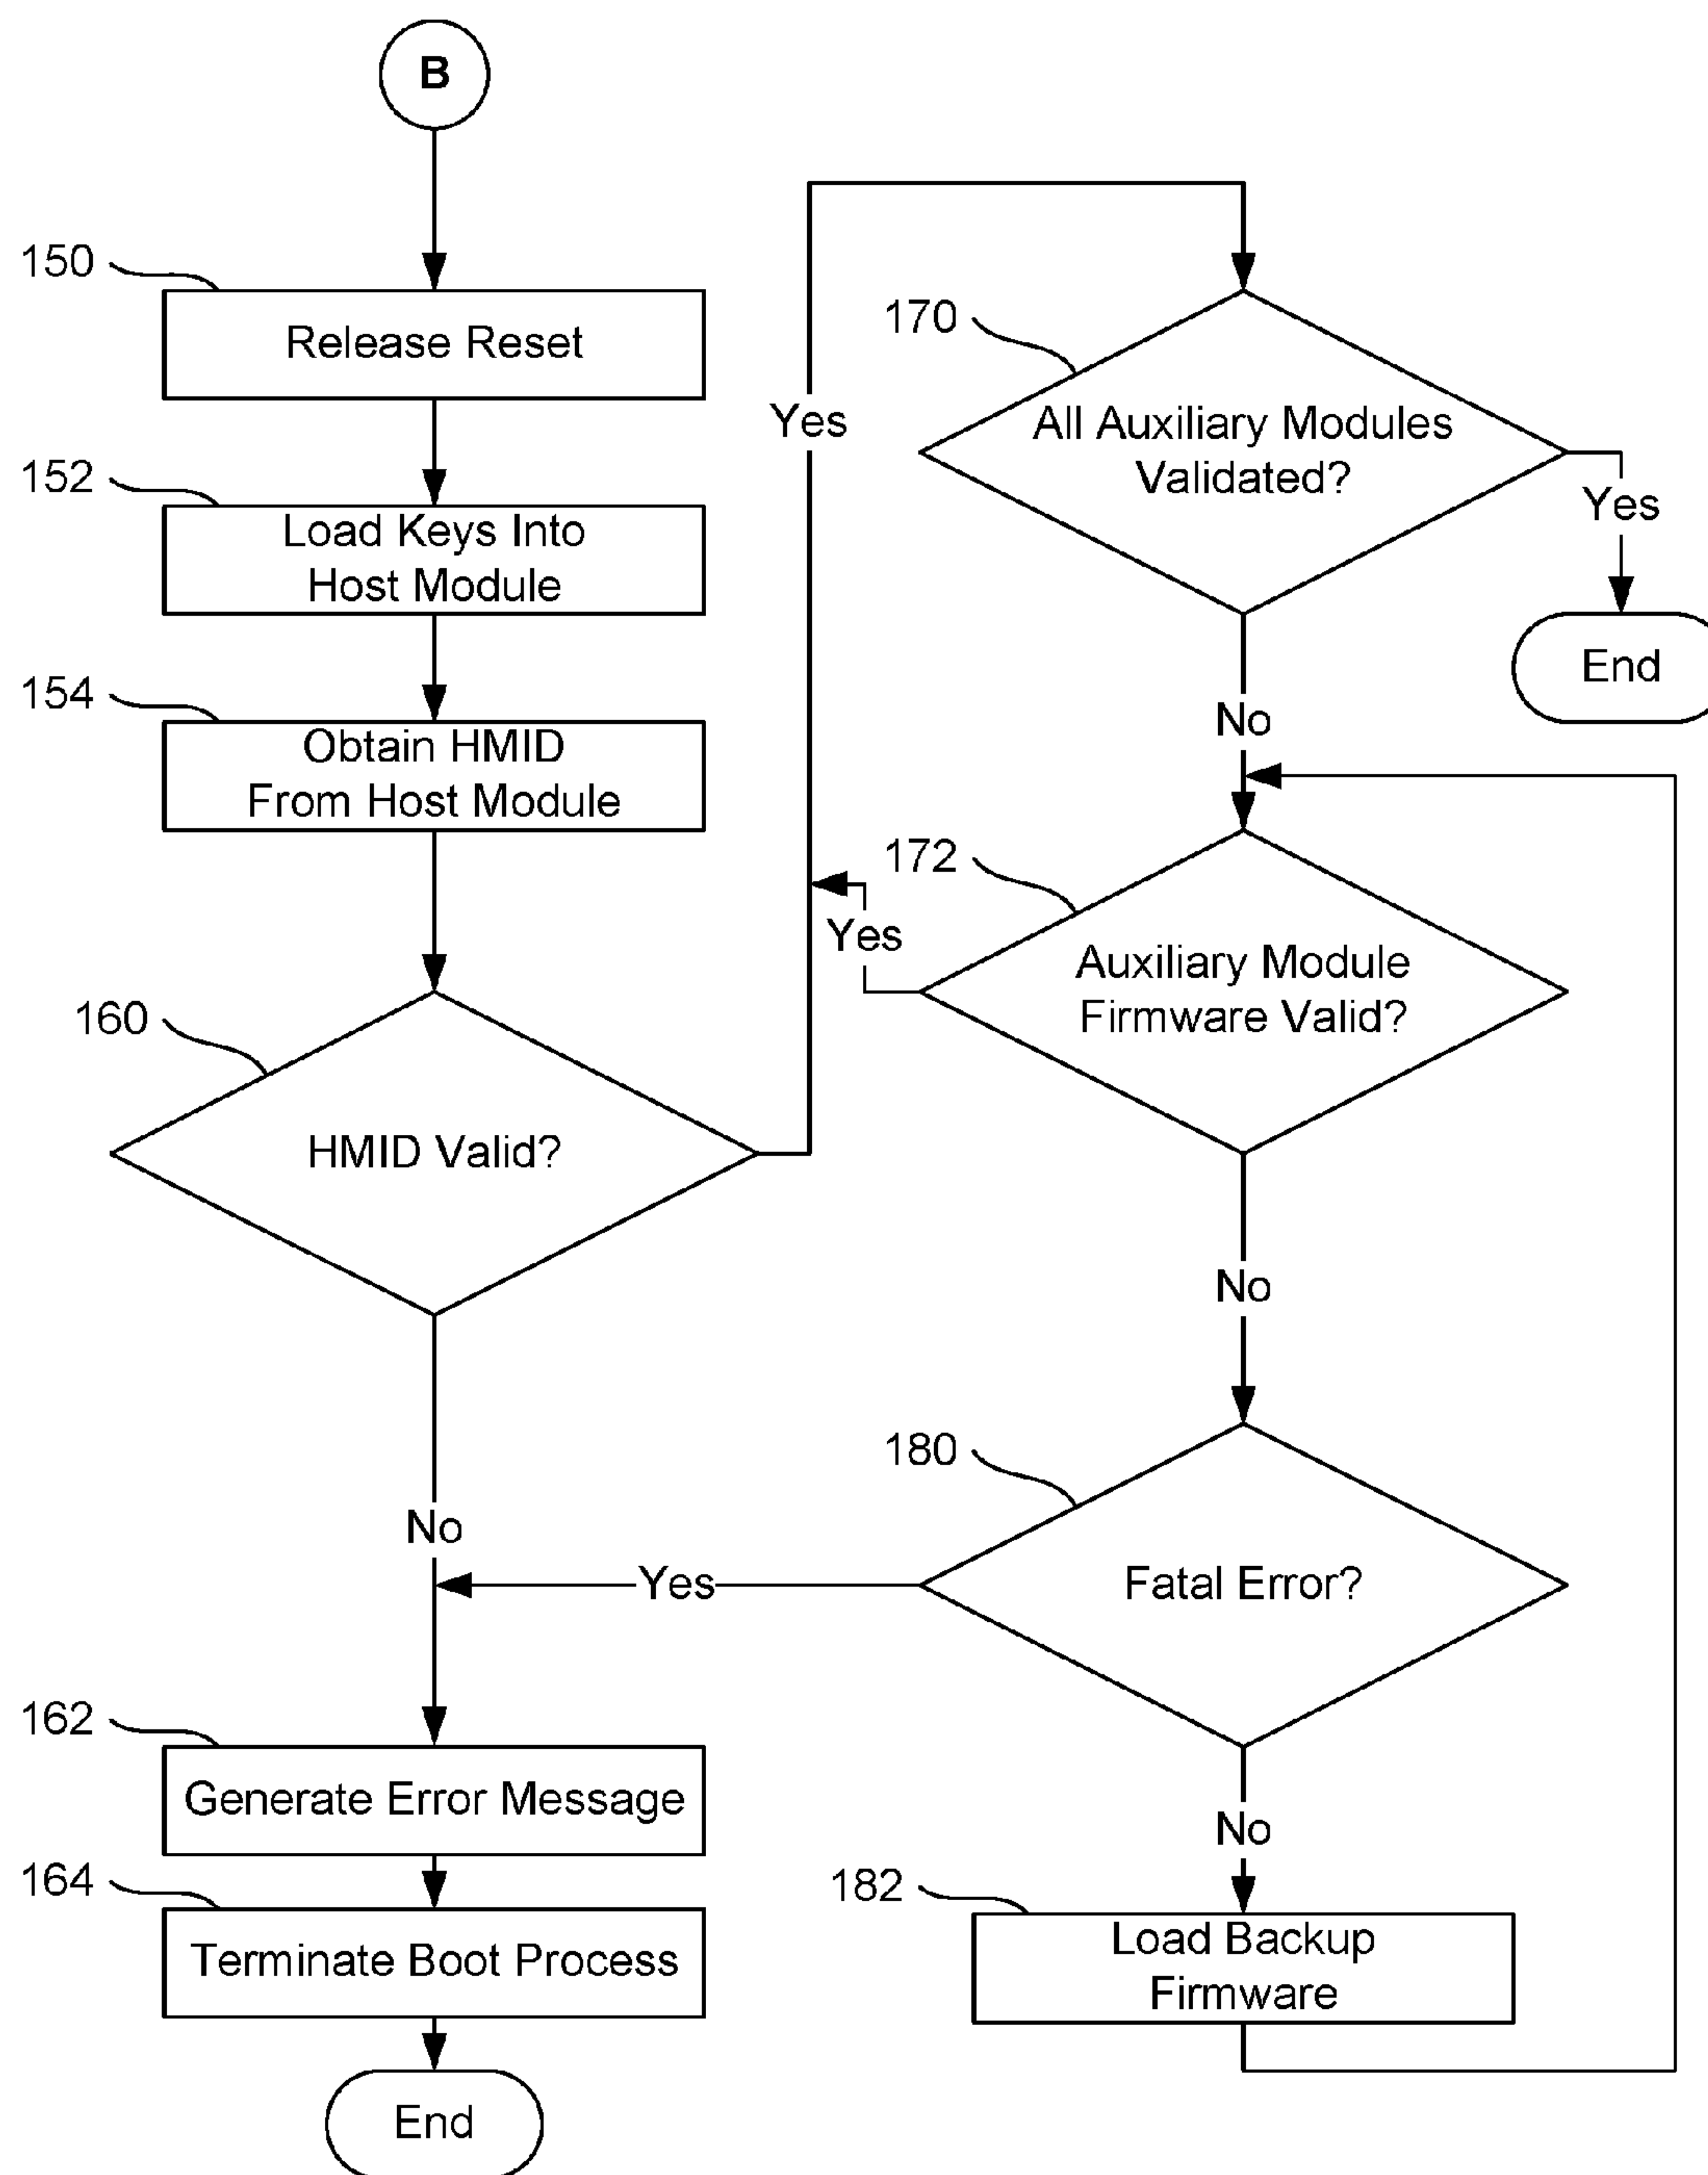 B
150
Release Reset
152
Load Keys Into
Host Module
154
Obtain HMID
From Host Module
160
HMID Valid?
Yes
No
162
Generate Error Message
164
Terminate Boot Process
End
170
All Auxiliary Modules
Validated?
Yes
End
No
172
Auxiliary Module
Firmware Valid?
Yes
No
180
Fatal Error?
Yes
No
182
Load Backup
Firmware